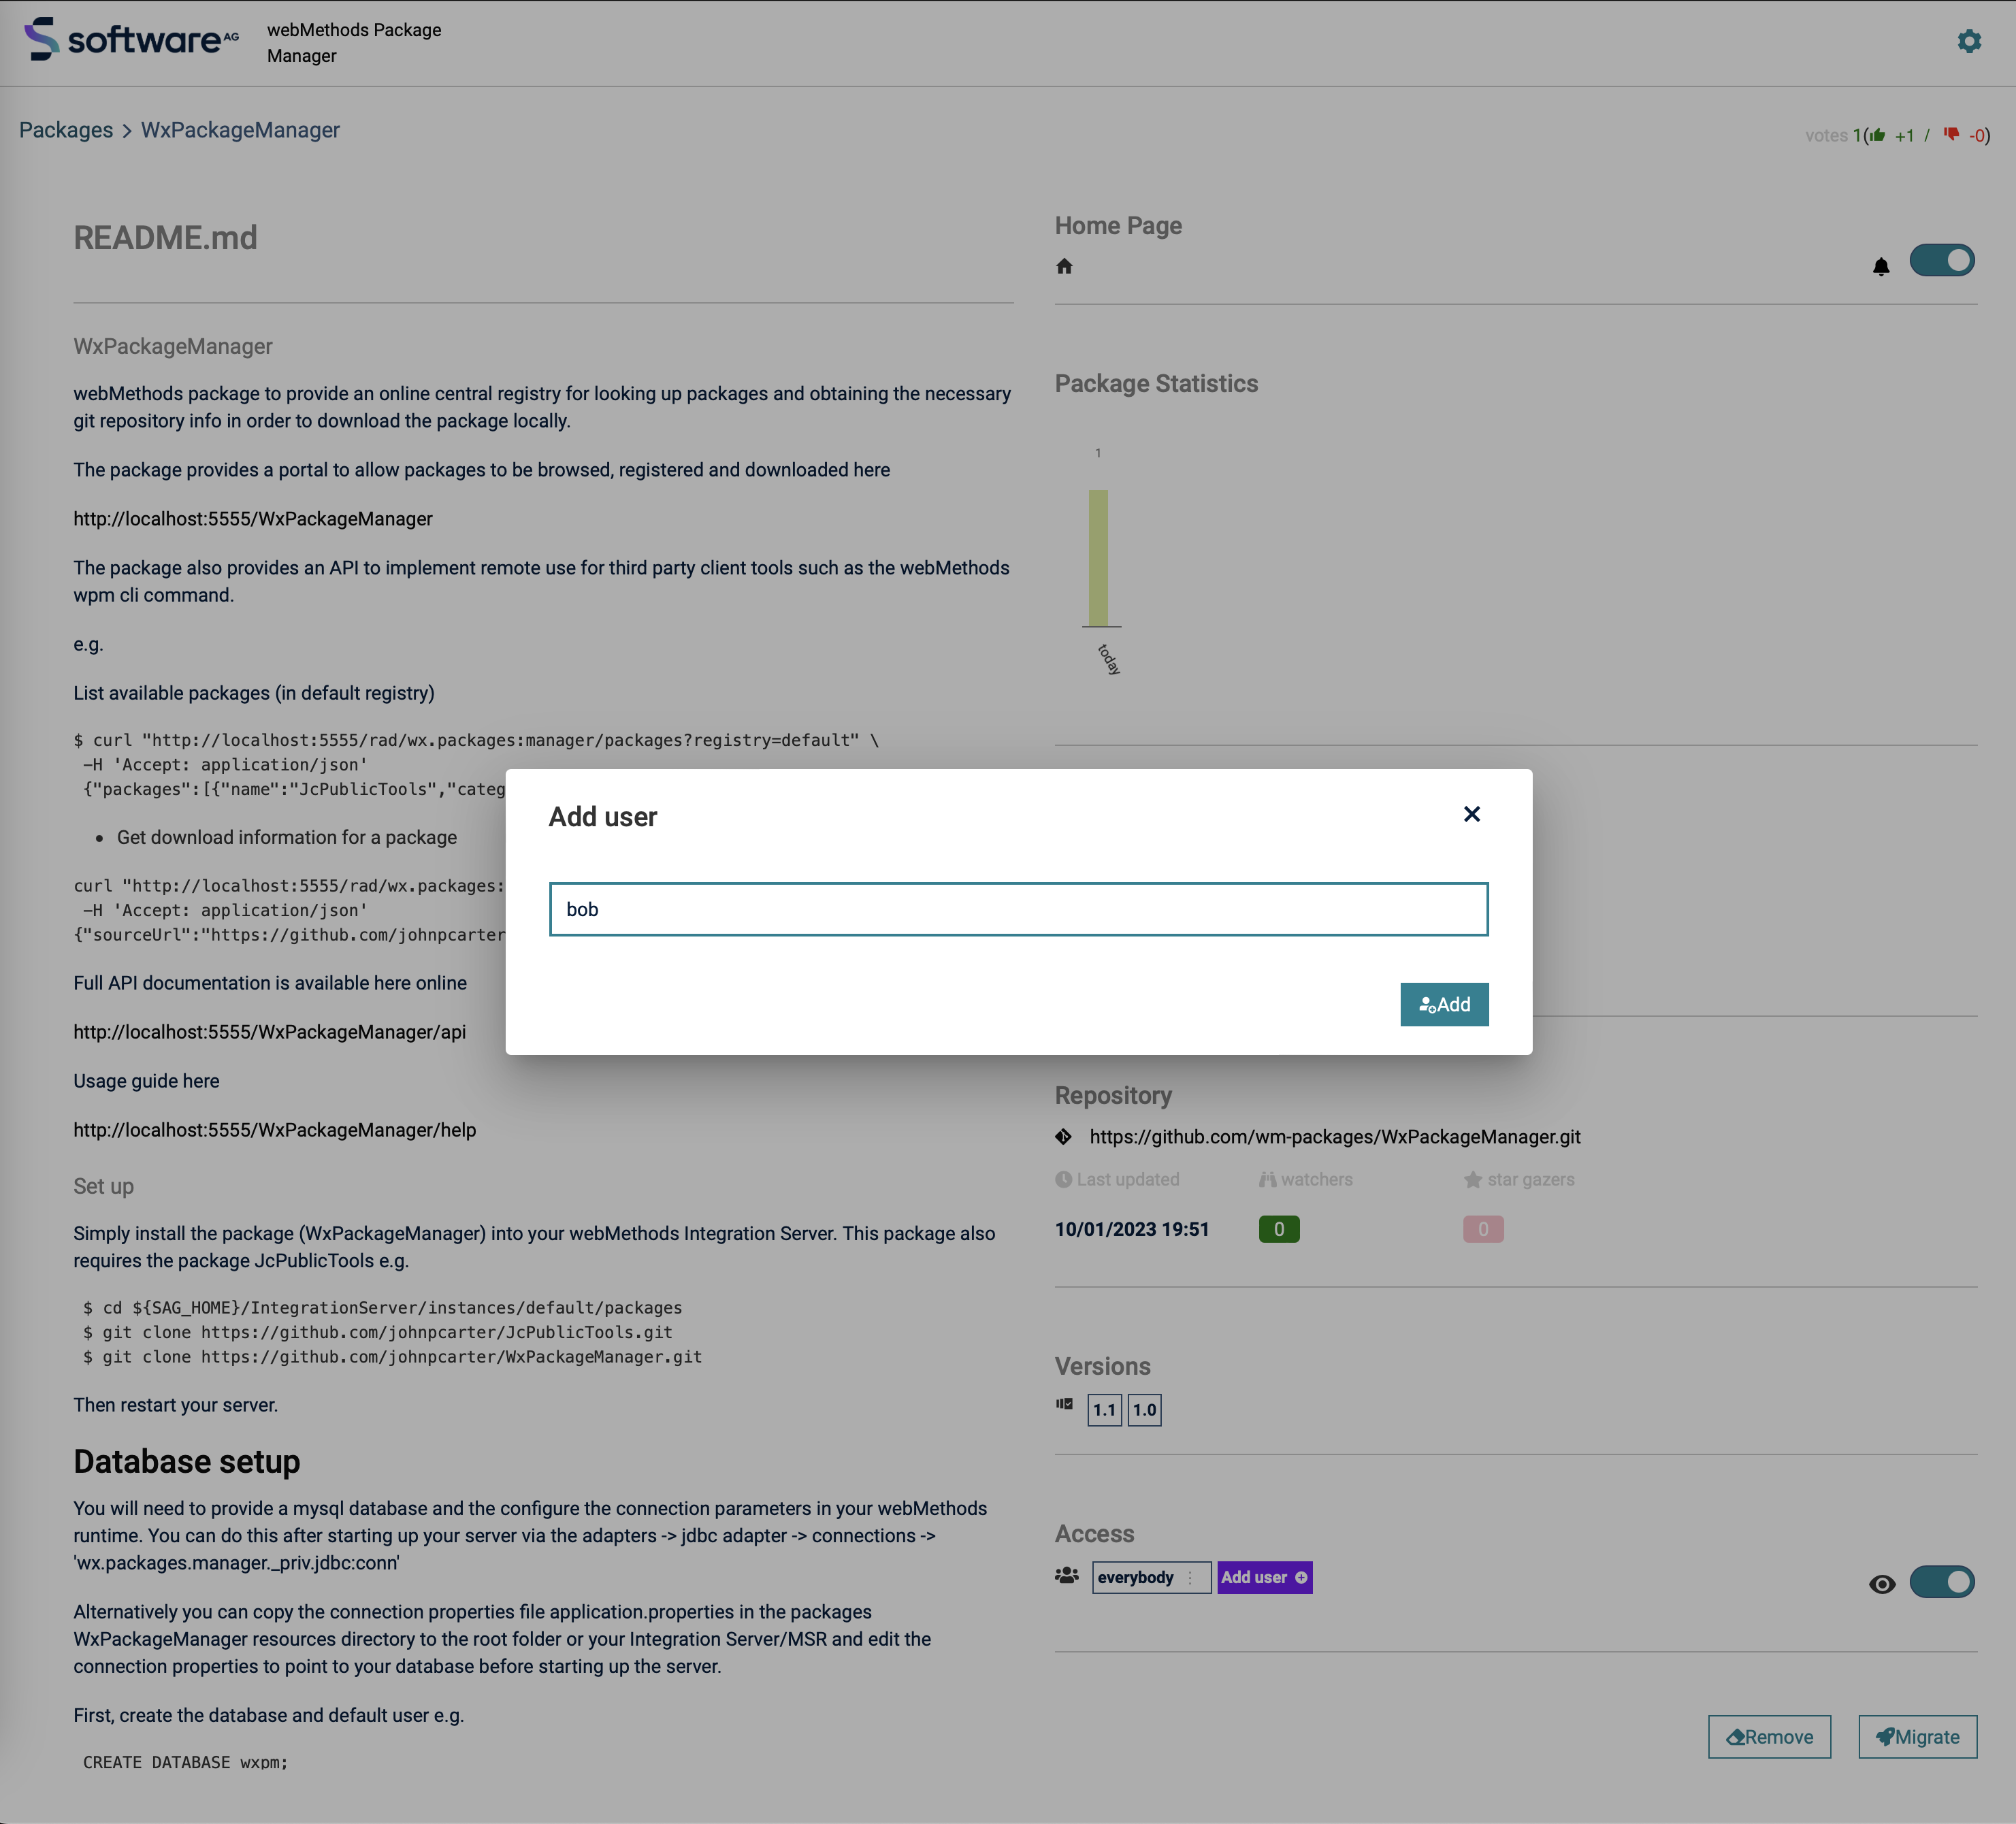 software AG
webMethods Package
Manager
Packages > WxPackageManager
votes 1( +1 / -0)
README.md
WxPackageManager
webMethods package to provide an online central registry for looking up packages and obtaining the necessary
git repository info in order to download the package locally.
The package provides a portal to allow packages to be browsed, registered and downloaded here
http://localhost:5555/WxPackageManager
The package also provides an API to implement remote use for third party client tools such as the webMethods
wpm cli command.
e.g.
List available packages (in default registry)
$ curl "http://localhost:5555/rad/wx.packages:manager/packages?registry=default" \
-H 'Accept: application/json'
{"packages":[{"name":"JcPublicTools","categ
• Get download information for a package
curl "http://localhost:5555/rad/wx.packages:
-H 'Accept: application/json'
{"sourceUrl":"https://github.com/johnpcarter
Full API documentation is available here online
http://localhost:5555/WxPackageManager/api
Usage guide here
http://localhost:5555/WxPackageManager/help
Set up
Simply install the package (WxPackageManager) into your webMethods Integration Server. This package also
requires the package JcPublicTools e.g.
$ cd ${SAG_HOME}/IntegrationServer/instances/default/packages
$ git clone https://github.com/johnpcarter/JcPublicTools.git
$ git clone https://github.com/johnpcarter/WxPackageManager.git
Then restart your server.
Database setup
You will need to provide a mysql database and the configure the connection parameters in your webMethods
runtime. You can do this after starting up your server via the adapters -> jdbc adapter -> connections ->
'wx.packages.manager._priv.jdbc:conn'
Alternatively you can copy the connection properties file application.properties in the packages
WxPackageManager resources directory to the root folder or your Integration Server/MSR and edit the
connection properties to point to your database before starting up the server.
First, create the database and default user e.g.
CREATE DATABASE wxpm;
Home Page
Package Statistics
1
today
Add user
bob
Add
Repository
https://github.com/wm-packages/WxPackageManager.git
Last updated watchers star gazers
10/01/2023 19:51 0 0
Versions
1.1 1.0
Access
everybody Add user
Remove Migrate